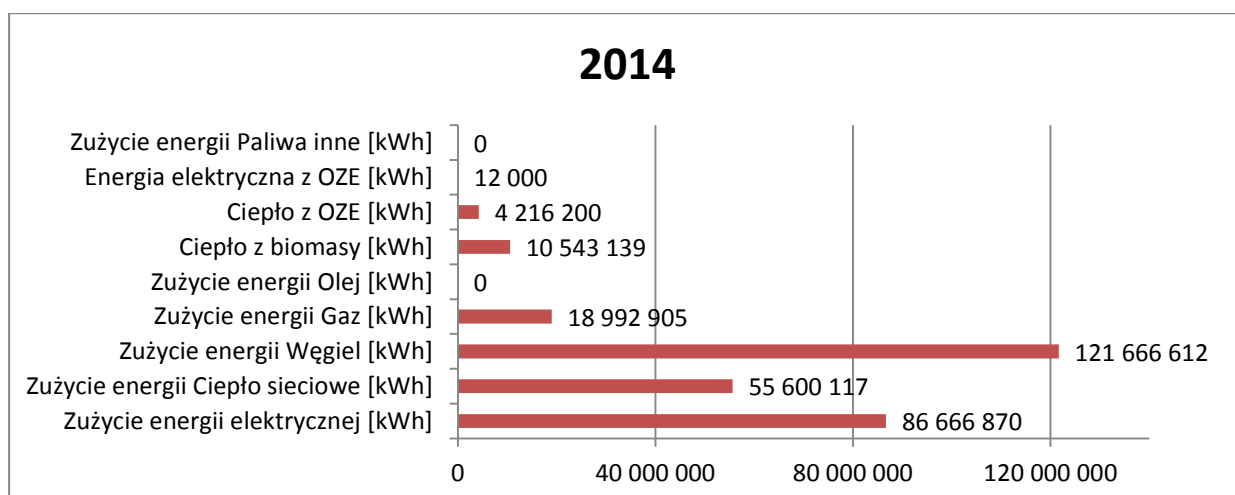 2014
Zużycie energii Paliwa inne [kWh] 0
Energia elektryczna z OZE [kWh] 12 000
Ciepło z OZE [kWh] 4 216 200
Ciepło z biomasy [kWh] 10 543 139
Zużycie energii Olej [kWh] 0
Zużycie energii Gaz [kWh] 18 992 905
Zużycie energii Węgiel [kWh] 121 666 612
Zużycie energii Ciepło sieciowe [kWh] 55 600 117
Zużycie energii elektrycznej [kWh] 86 666 870
0 40 000 000 80 000 000 120 000 000